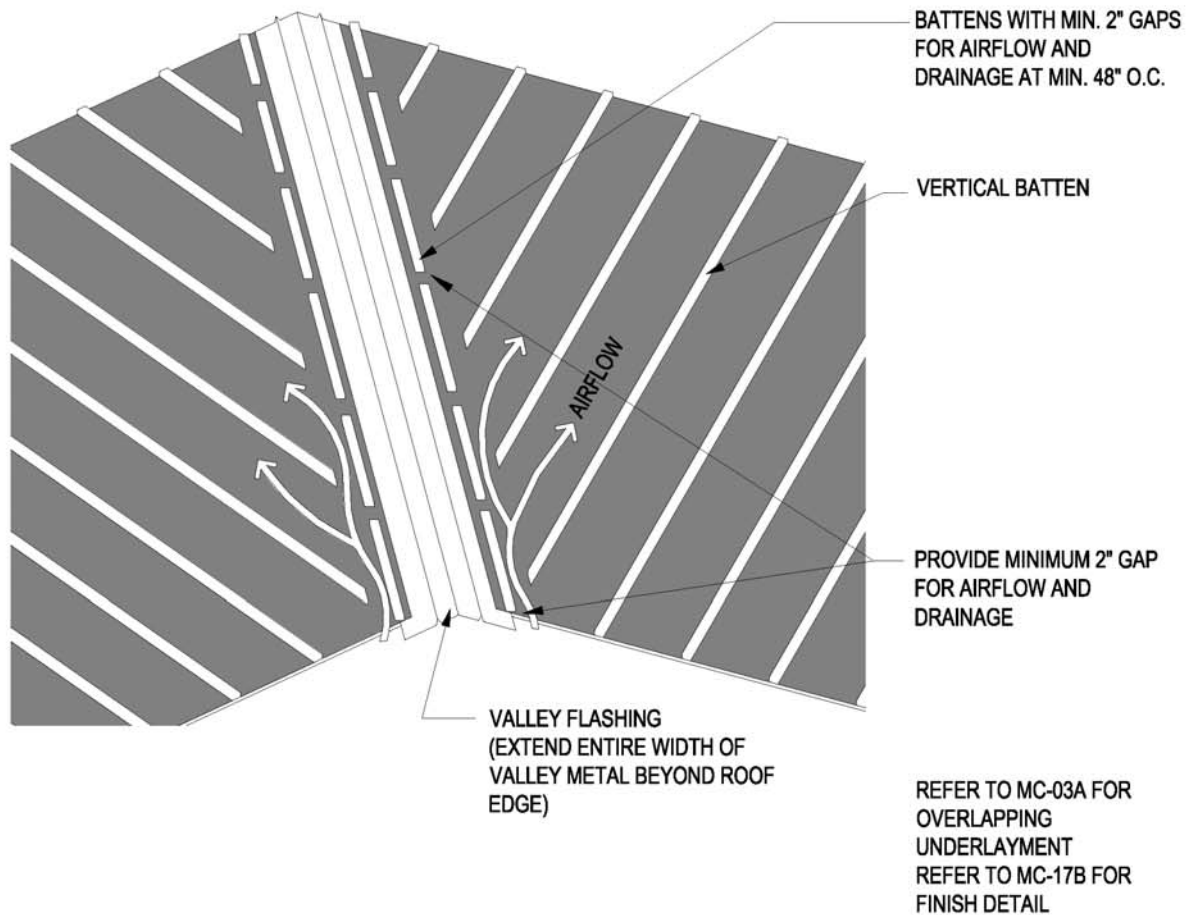 BATTENS WITH MIN. 2" GAPS
FOR AIRFLOW AND
DRAINAGE AT MIN. 48" O.C.
VERTICAL BATTEN
AIRFLOW
PROVIDE MINIMUM 2" GAP
FOR AIRFLOW AND
DRAINAGE
VALLEY FLASHING
(EXTEND ENTIRE WIDTH OF
VALLEY METAL BEYOND ROOF
EDGE)
REFER TO MC-03A FOR
OVERLAPPING
UNDERLAYMENT
REFER TO MC-17B FOR
FINISH DETAIL